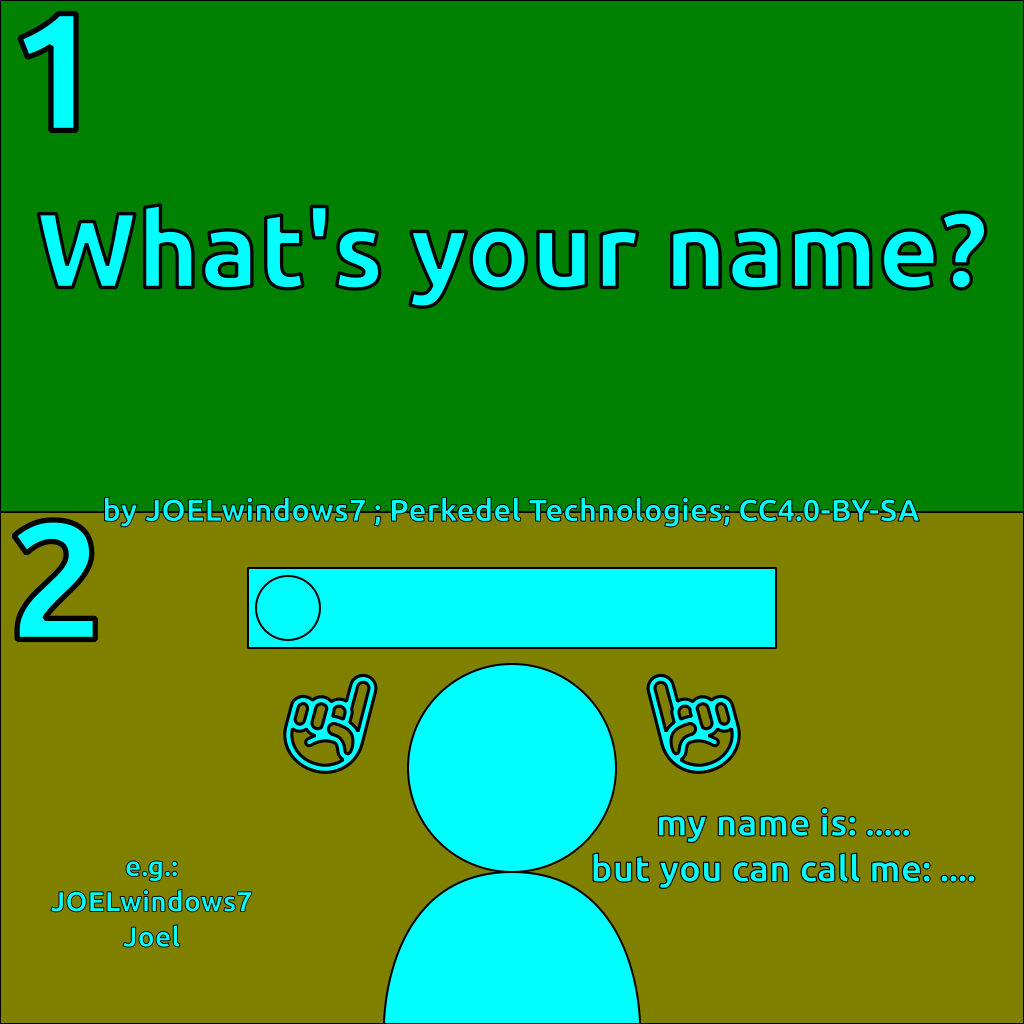 1
What's your name?
by JOELwindows7 ; Perkedel Technologies; CC4.0-BY-SA
2
my name is: .....
but you can call me: ....
e.g.:
JOELwindows7
Joel